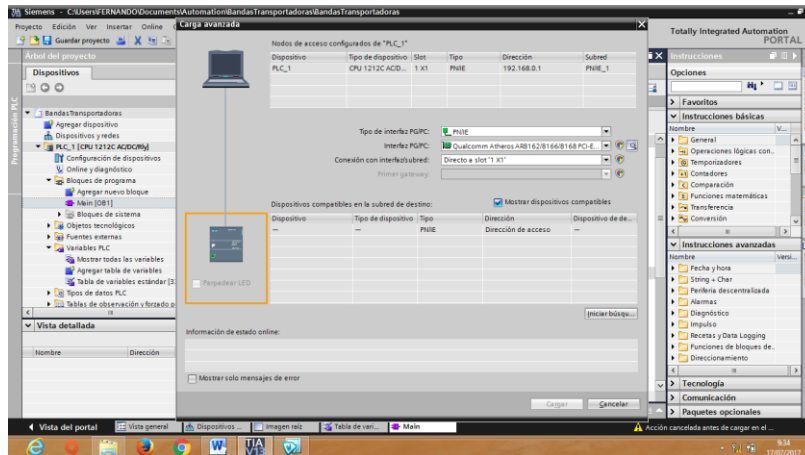 Siemens - C:\Users\FERNANDO\Documents\Automation\BandasTransportadoras\BandasTransportadoras
Proyecto Edición Ver Insertar Online
Guardar proyecto
Totally Integrated Automation
PORTAL
Carga avanzada
Árbol del proyecto
Dispositivos
Programación PLC
BandasTransportadoras
Agregar dispositivo
Dispositivos y redes
PLC_1 [CPU 1212C AC/DC/Rly]
Configuración de dispositivos
Online y diagnóstico
Bloques de programa
Agregar nuevo bloque
Main [OB1]
Bloques de sistema
Objetos tecnológicos
Fuentes externas
Variables PLC
Mostrar todas las variables
Agregar tabla de variables
Tabla de variables estándar [3
Tipos de datos PLC
Tablas de observación y forzado p
Vista detallada
Nombre Dirección
Nodos de acceso configurados de "PLC_1"
Dispositivo Tipo de dispositivo Slot Tipo Dirección Subred
PLC_1 CPU 1212C AC/D... 1 X1 PN/IE 192.168.0.1 PN/IE_1
Tipo de interfaz PG/PC: PN/IE
Interfaz PG/PC: Qualcomm Atheros AR8162/8166/8168 PCI-E...
Conexión con interfaz/subred: Directo a slot '1 X1'
Primer gateway:
Dispositivos compatibles en la subred de destino: Mostrar dispositivos compatibles
Dispositivo Tipo de dispositivo Tipo Dirección Dispositivo de de...
— — PN/IE Dirección de acceso —
Parpadear LED
Iniciar búsqu...
Información de estado online:
Mostrar solo mensajes de error
Cargar Cancelar
Instrucciones
Opciones
Favoritos
Instrucciones básicas
Nombre V...
General
Operaciones lógicas con..
Temporizadores
Contadores
Comparación
Funciones matemáticas
Transferencia
Conversión
Instrucciones avanzadas
Nombre Versi...
Fecha y hora
String + Char
Periferia descentralizada
Alarmas
Diagnóstico
Impulso
Recetas y Data Logging
Funciones de bloques de..
Direccionamiento
Tecnología
Comunicación
Paquetes opcionales
Vista del portal Vista general Dispositivos ... Imagen raíz Tabla de vari... Main Acción cancelada antes de cargar en el ...
TIA V13
9:34
17/07/2017